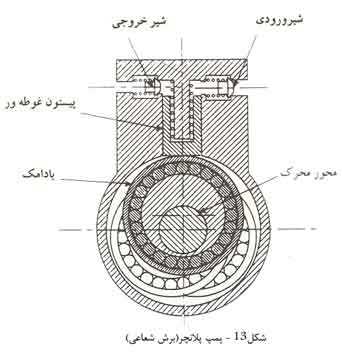 شیر خروجی
شیرورودی
پیستون غوطه ور
بادامک
محور محرک
شکل13 - پمپ پلانجر(برش شعاعی)